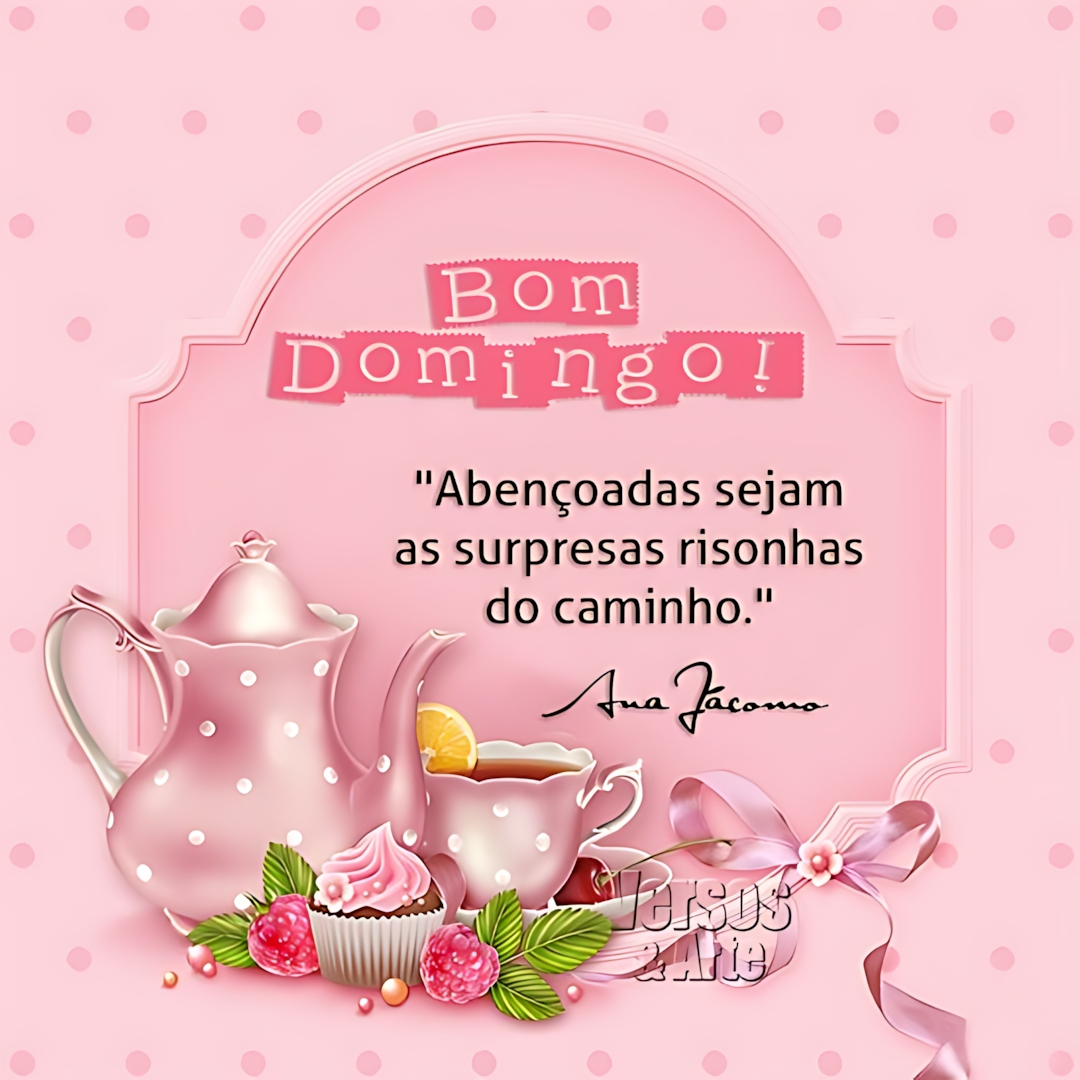 Bom
Domingo!
"Abençoadas sejam
as surpresas risonhas
do caminho."
Ana Jácomo
Versos
& Arte